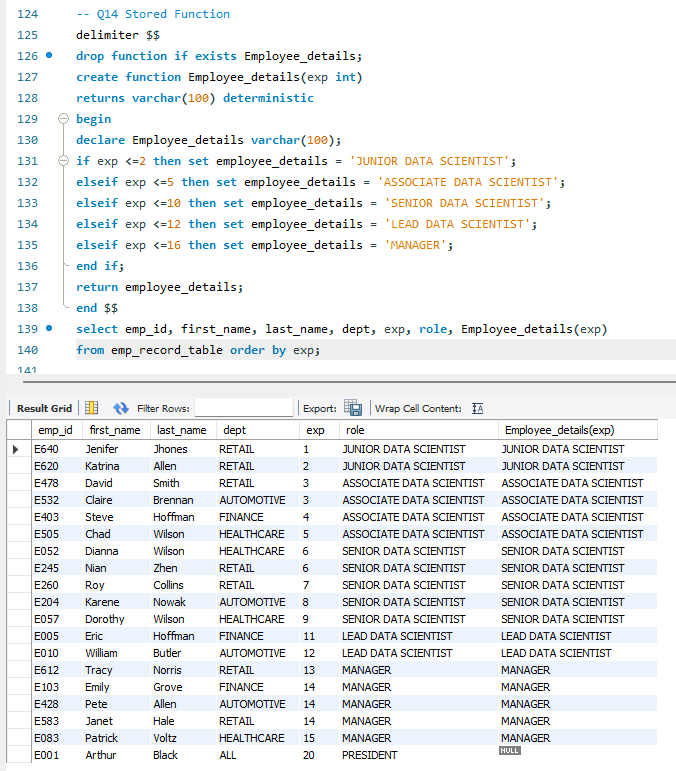 124 -- Q14 Stored Function
125 delimiter $$
126 drop function if exists Employee_details;
127 create function Employee_details(exp int)
128 returns varchar(100) deterministic
129 begin
130 declare Employee_details varchar(100);
131 if exp <=2 then set employee_details = 'JUNIOR DATA SCIENTIST';
132 elseif exp <=5 then set employee_details = 'ASSOCIATE DATA SCIENTIST';
133 elseif exp <=10 then set employee_details = 'SENIOR DATA SCIENTIST';
134 elseif exp <=12 then set employee_details = 'LEAD DATA SCIENTIST';
135 elseif exp <=16 then set employee_details = 'MANAGER';
136 end if;
137 return employee_details;
138 end $$
139 select emp_id, first_name, last_name, dept, exp, role, Employee_details(exp)
140 from emp_record_table order by exp;
141
Result Grid Filter Rows: Export: Wrap Cell Content: IA
emp_id first_name last_name dept exp role Employee_details(exp)
E640 Jenifer Jhones RETAIL 1 JUNIOR DATA SCIENTIST JUNIOR DATA SCIENTIST
E620 Katrina Allen RETAIL 2 JUNIOR DATA SCIENTIST JUNIOR DATA SCIENTIST
E478 David Smith RETAIL 3 ASSOCIATE DATA SCIENTIST ASSOCIATE DATA SCIENTIST
E532 Claire Brennan AUTOMOTIVE 3 ASSOCIATE DATA SCIENTIST ASSOCIATE DATA SCIENTIST
E403 Steve Hoffman FINANCE 4 ASSOCIATE DATA SCIENTIST ASSOCIATE DATA SCIENTIST
E505 Chad Wilson HEALTHCARE 5 ASSOCIATE DATA SCIENTIST ASSOCIATE DATA SCIENTIST
E052 Dianna Wilson HEALTHCARE 6 SENIOR DATA SCIENTIST SENIOR DATA SCIENTIST
E245 Nian Zhen RETAIL 6 SENIOR DATA SCIENTIST SENIOR DATA SCIENTIST
E260 Roy Collins RETAIL 7 SENIOR DATA SCIENTIST SENIOR DATA SCIENTIST
E204 Karene Nowak AUTOMOTIVE 8 SENIOR DATA SCIENTIST SENIOR DATA SCIENTIST
E057 Dorothy Wilson HEALTHCARE 9 SENIOR DATA SCIENTIST SENIOR DATA SCIENTIST
E005 Eric Hoffman FINANCE 11 LEAD DATA SCIENTIST LEAD DATA SCIENTIST
E010 William Butler AUTOMOTIVE 12 LEAD DATA SCIENTIST LEAD DATA SCIENTIST
E612 Tracy Norris RETAIL 13 MANAGER MANAGER
E103 Emily Grove FINANCE 14 MANAGER MANAGER
E428 Pete Allen AUTOMOTIVE 14 MANAGER MANAGER
E583 Janet Hale RETAIL 14 MANAGER MANAGER
E083 Patrick Voltz HEALTHCARE 15 MANAGER MANAGER
E001 Arthur Black ALL 20 PRESIDENT NULL